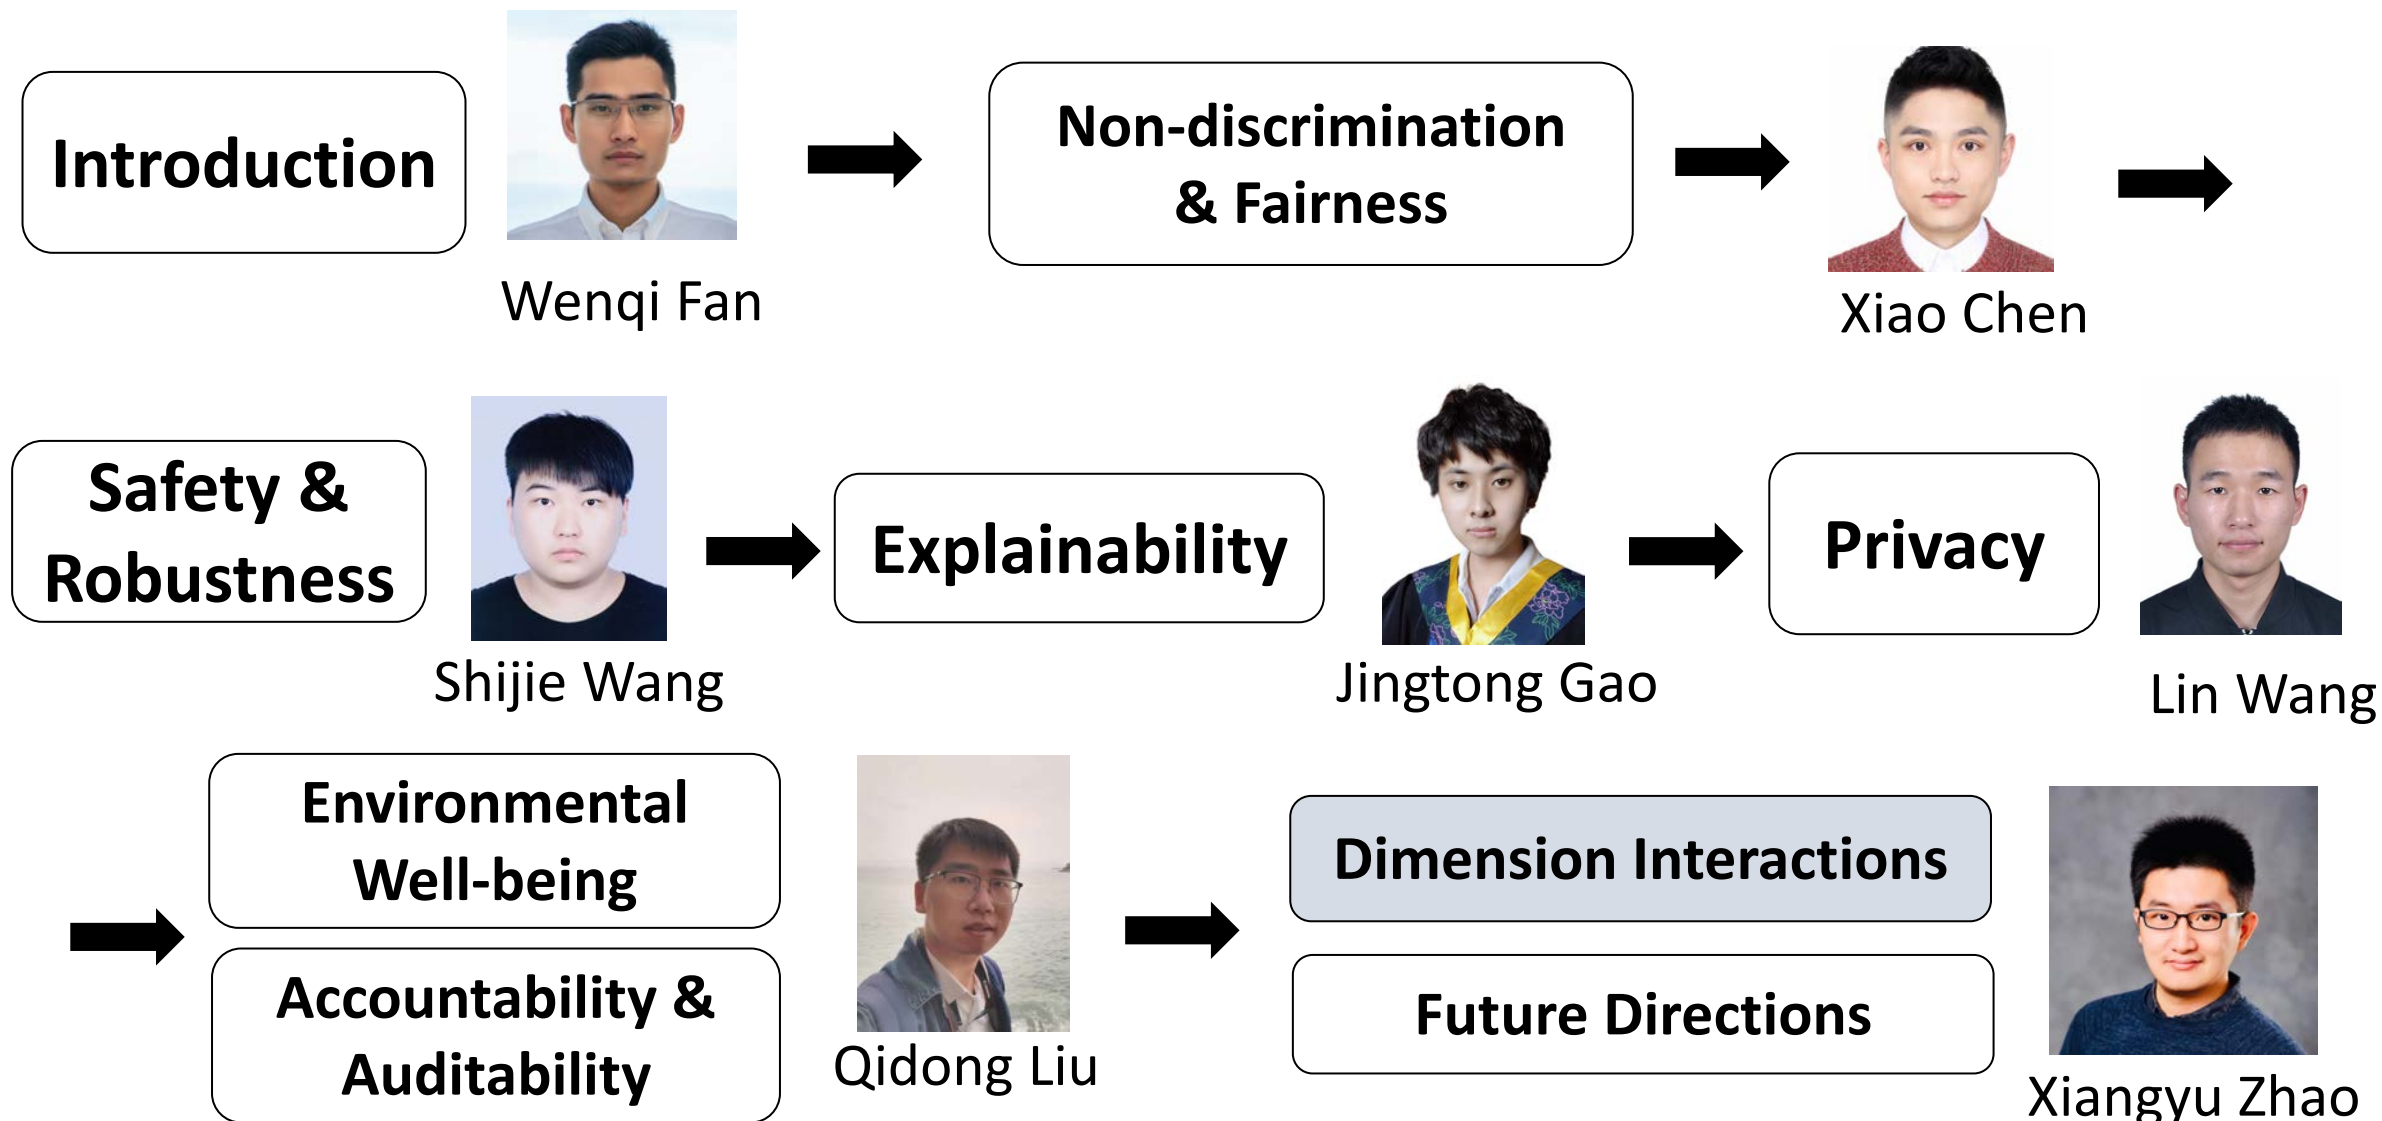 Introduction
Wenqi Fan
Non-discrimination
& Fairness
Xiao Chen
Safety &
Robustness
Shijie Wang
Explainability
Jingtong Gao
Privacy
Lin Wang
Environmental
Well-being
Accountability &
Auditability
Qidong Liu
Dimension Interactions
Future Directions
Xiangyu Zhao